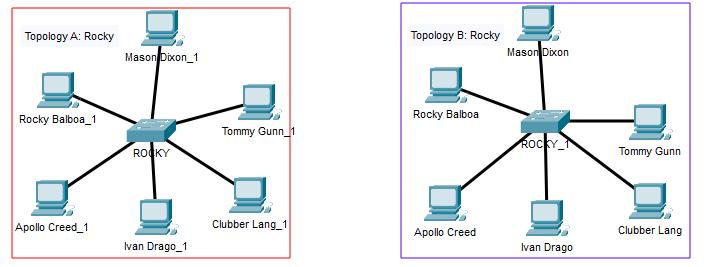 Topology A: Rocky
Mason Dixon_1
Rocky Balboa_1
Tommy Gunn_1
ROCKY
Apollo Creed_1
Clubber Lang_1
Ivan Drago_1
Topology B: Rocky
Mason Dixon
Rocky Balboa
ROCKY_1
Tommy Gunn
Apollo Creed
Clubber Lang
Ivan Drago